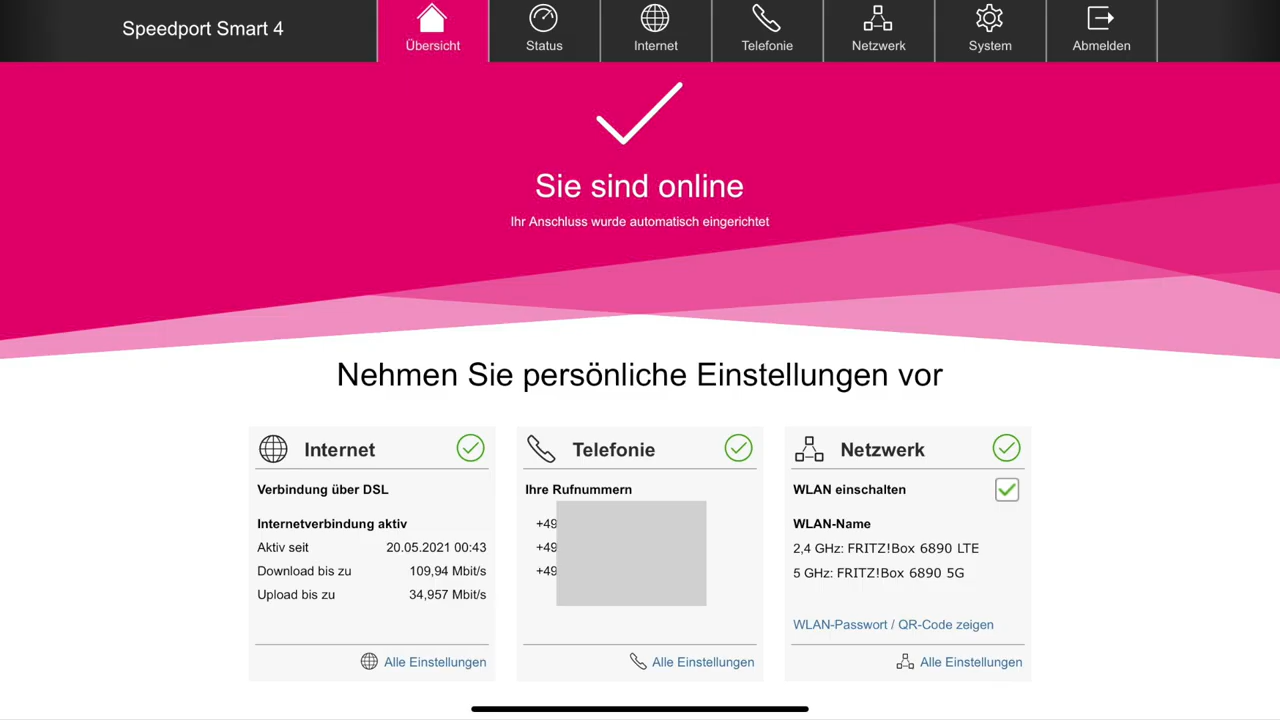 Speedport Smart 4
Übersicht
Status
Internet
Telefonie
Netzwerk
System
Abmelden
Sie sind online
Ihr Anschluss wurde automatisch eingerichtet
Nehmen Sie persönliche Einstellungen vor
Internet
Verbindung über DSL
Internetverbindung aktiv
Aktiv seit 20.05.2021 00:43
Download bis zu 109,94 Mbit/s
Upload bis zu 34,957 Mbit/s
Alle Einstellungen
Telefonie
Ihre Rufnummern
+49
+49
+49
Alle Einstellungen
Netzwerk
WLAN einschalten
WLAN-Name
2,4 GHz: FRITZ!Box 6890 LTE
5 GHz: FRITZ!Box 6890 5G
WLAN-Passwort / QR-Code zeigen
Alle Einstellungen